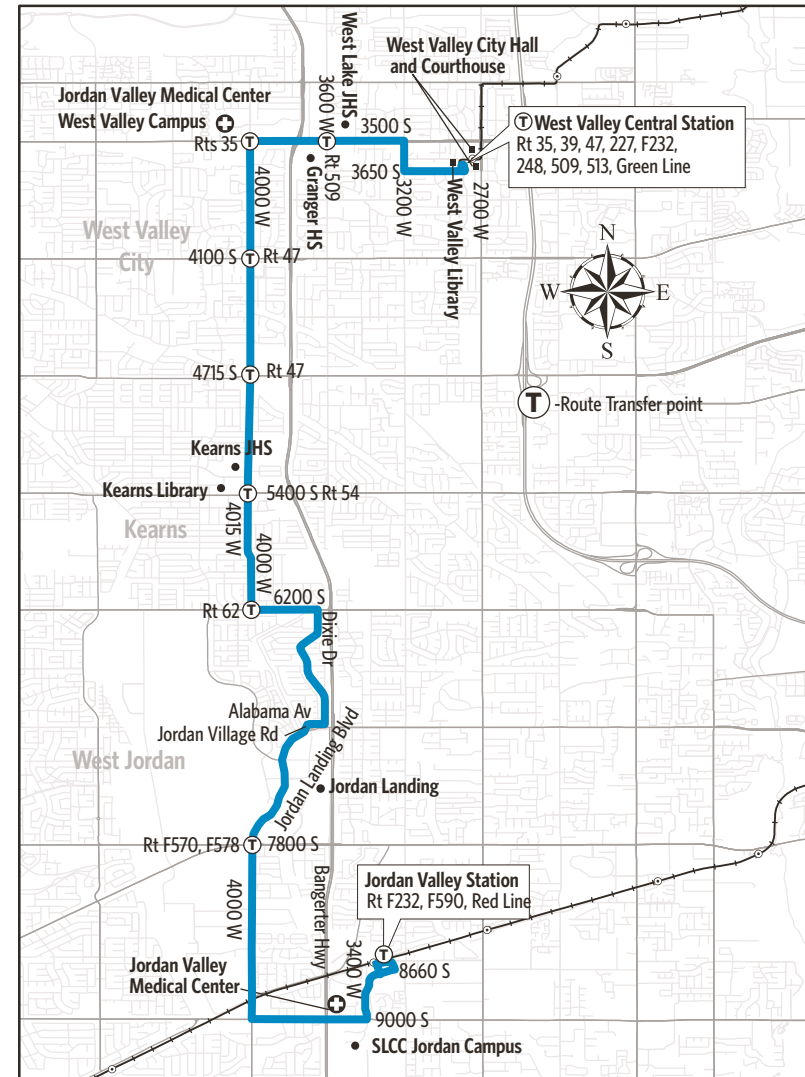 West Lake JHS
3600 W
West Valley City Hall
and Courthouse
Jordan Valley Medical Center
West Valley Campus
Rts 35
3500 S
T West Valley Central Station
Rt 35, 39, 47, 227, F232,
248, 509, 513, Green Line
Rt 509
Granger HS
3650 S
3200 W
West Valley Library
2700 W
4000 W
West Valley
City
4100 S T Rt 47
N
W E
S
4715 S T Rt 47
T -Route Transfer point
Kearns JHS
Kearns Library
T 5400 S Rt 54
4015 W
Kearns
4000 W
6200 S
Rt 62 T
Dixie Dr
Alabama Av
Jordan Village Rd
Jordan Landing Blvd
West Jordan
Jordan Landing
Rt F570, F578 T 7800 S
4000 W
Bangerter Hwy
Jordan Valley Station
Rt F232, F590, Red Line
T
3400 W
8660 S
Jordan Valley
Medical Center
9000 S
SLCC Jordan Campus